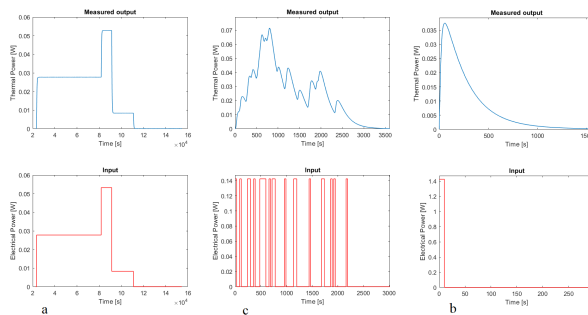 Measured output
Thermal Power [W]
0.06
0.05
0.04
0.03
0.02
0.01
0
2 4 6 8 10 12 14 16
Time [s]
× 10⁴
Measured output
Thermal Power [W]
0.07
0.06
0.05
0.04
0.03
0.02
0.01
0
0 500 1000 1500 2000 2500 3000 3500
Time [s]
Measured output
Thermal Power [W]
0.035
0.03
0.025
0.02
0.015
0.01
0.005
0
0 500 1000 1500
Time [s]
Input
Electrical Power [W]
0.06
0.05
0.04
0.03
0.02
0.01
0
2 4 6 8 10 12 14 16
Time [s]
× 10⁴
Input
Electrical Power [W]
0.14
0.12
0.1
0.08
0.06
0.04
0.02
0
0 500 1000 1500 2000 2500 3000
Time [s]
Input
Electrical Power [W]
1.4
1.2
1
0.8
0.6
0.4
0.2
0
0 50 100 150 200 250
Time [s]
a
c
b